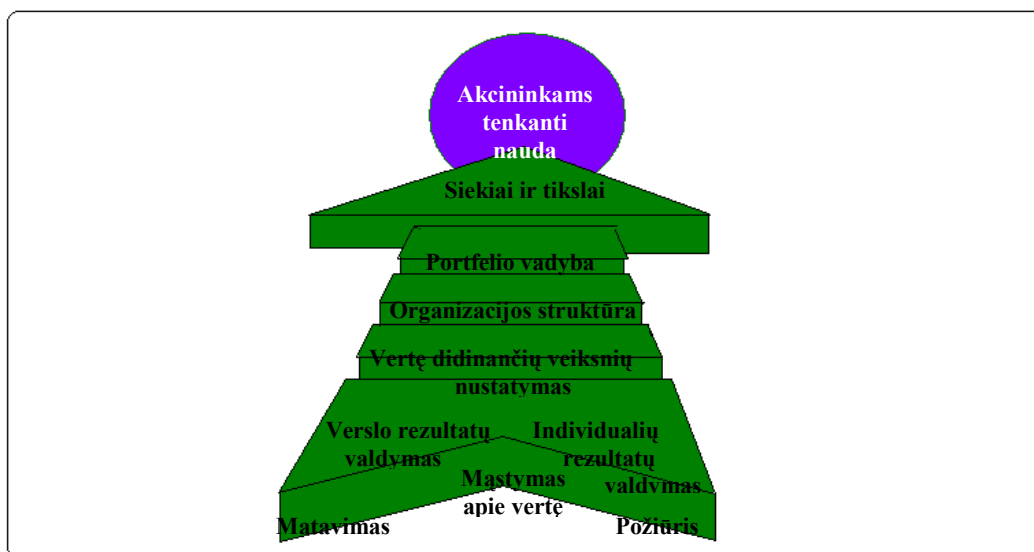 Akcininkams
tenkanti
nauda
Siekiai ir tikslai
Portfelio vadyba
Organizacijos struktūra
Vertę didinančių veiksnių
nustatymas
Verslo rezultatų
valdymas
Individualių
rezultatų
valdymas
Mąstymas
apie vertę
Matavimas
Požiūris